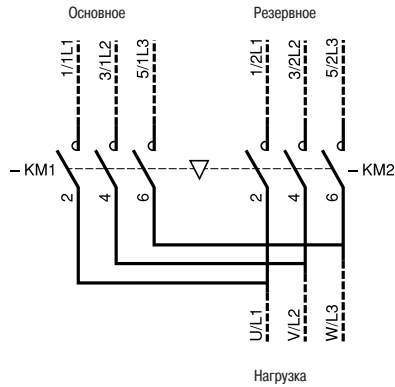 Основное Резервное
1/1L1 3/1L2 5/1L3 1/2L1 3/2L2 5/2L3
– KM1 – KM2
2 4 6 2 4 6
U/L1 V/L2 W/L3
Нагрузка